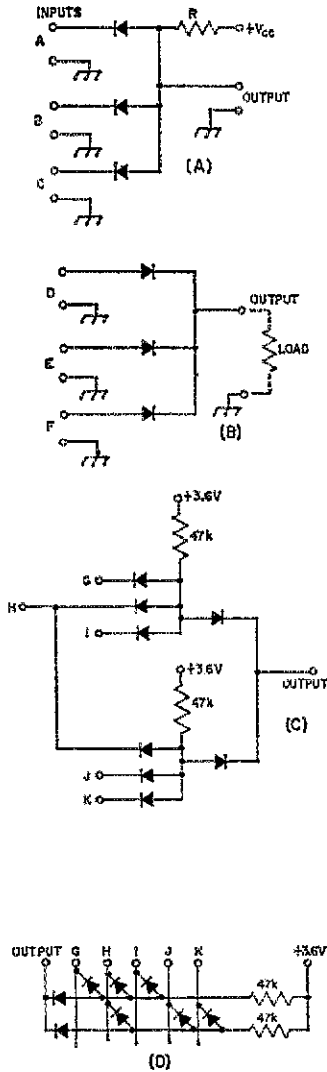 INPUTS
A
R
+Vcc
OUTPUT
B
C
(A)
D
OUTPUT
E
LOAD
F
(B)
+3.6V
47k
G
H
I
+3.6V
47k
OUTPUT
(C)
J
K
OUTPUT G H I J K +3.6V
47k
47k
(D)